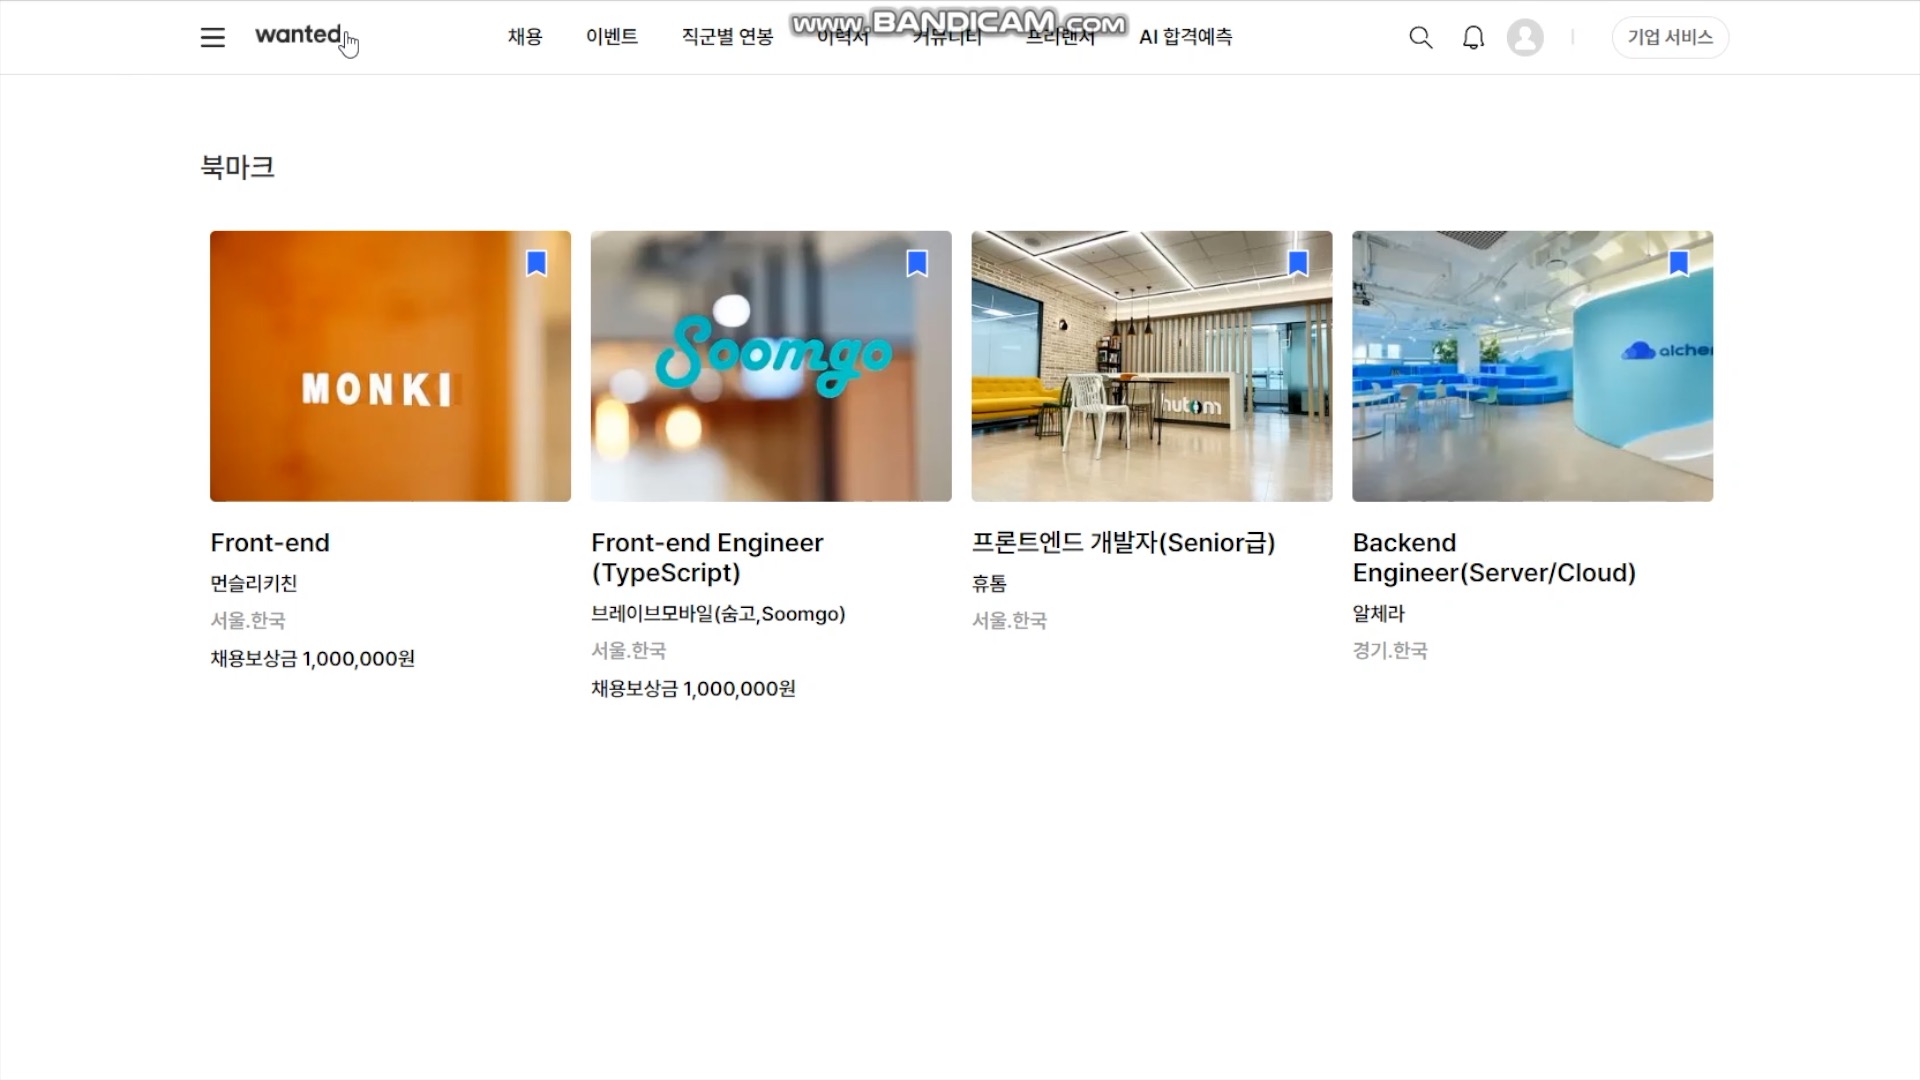 wanted
채용 이벤트 직군별 연봉 이력서 커뮤니티 프리랜서 AI 합격예측
www.BANDICAM.com
기업 서비스
북마크
MONKI
Soomgo
hutom
alcher
Front-end
먼슬리키친
서울.한국
채용보상금 1,000,000원
Front-end Engineer
(TypeScript)
브레이브모바일(숨고,Soomgo)
서울.한국
채용보상금 1,000,000원
프론트엔드 개발자(Senior급)
휴톰
서울.한국
Backend
Engineer(Server/Cloud)
알체라
경기.한국